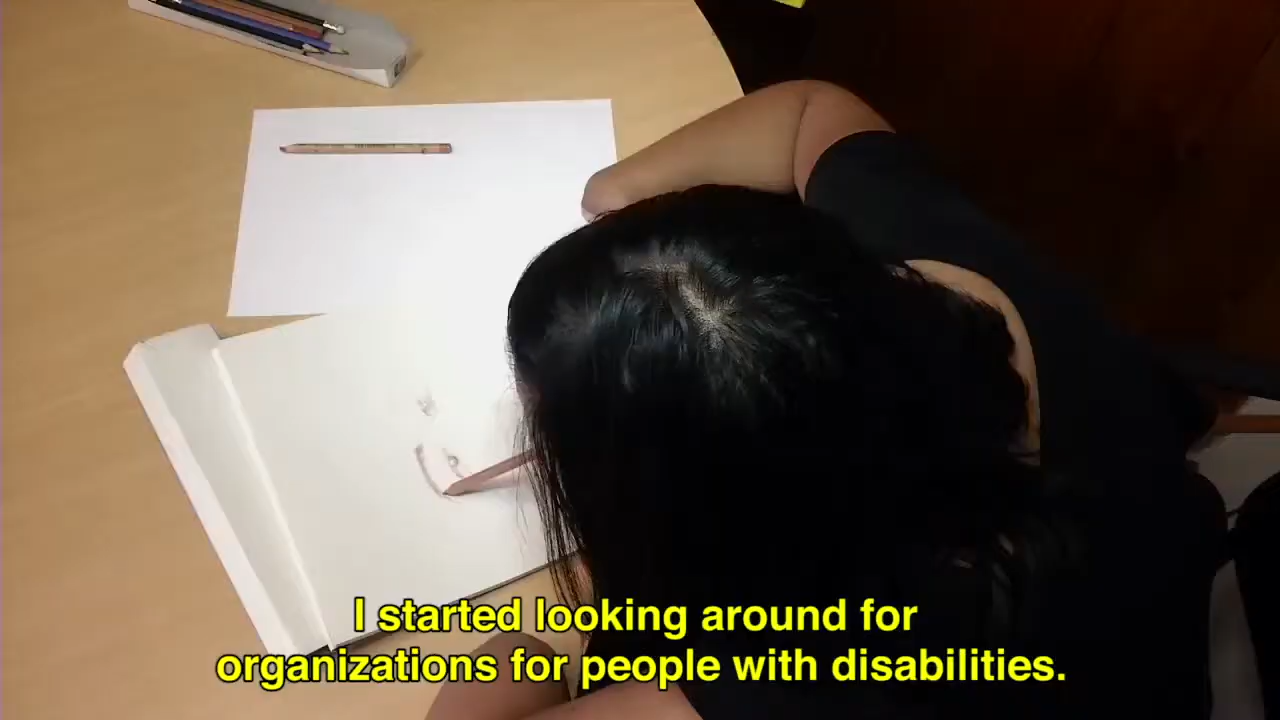 I started looking around for
organizations for people with disabilities.